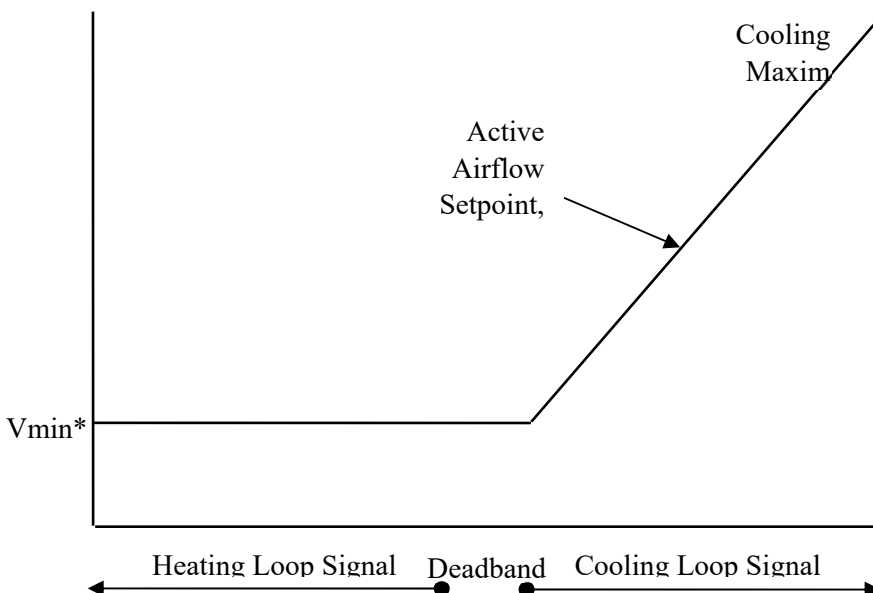 Cooling
Maxim
Active
Airflow
Setpoint,
Vmin*
Heating Loop Signal
Deadband
Cooling Loop Signal